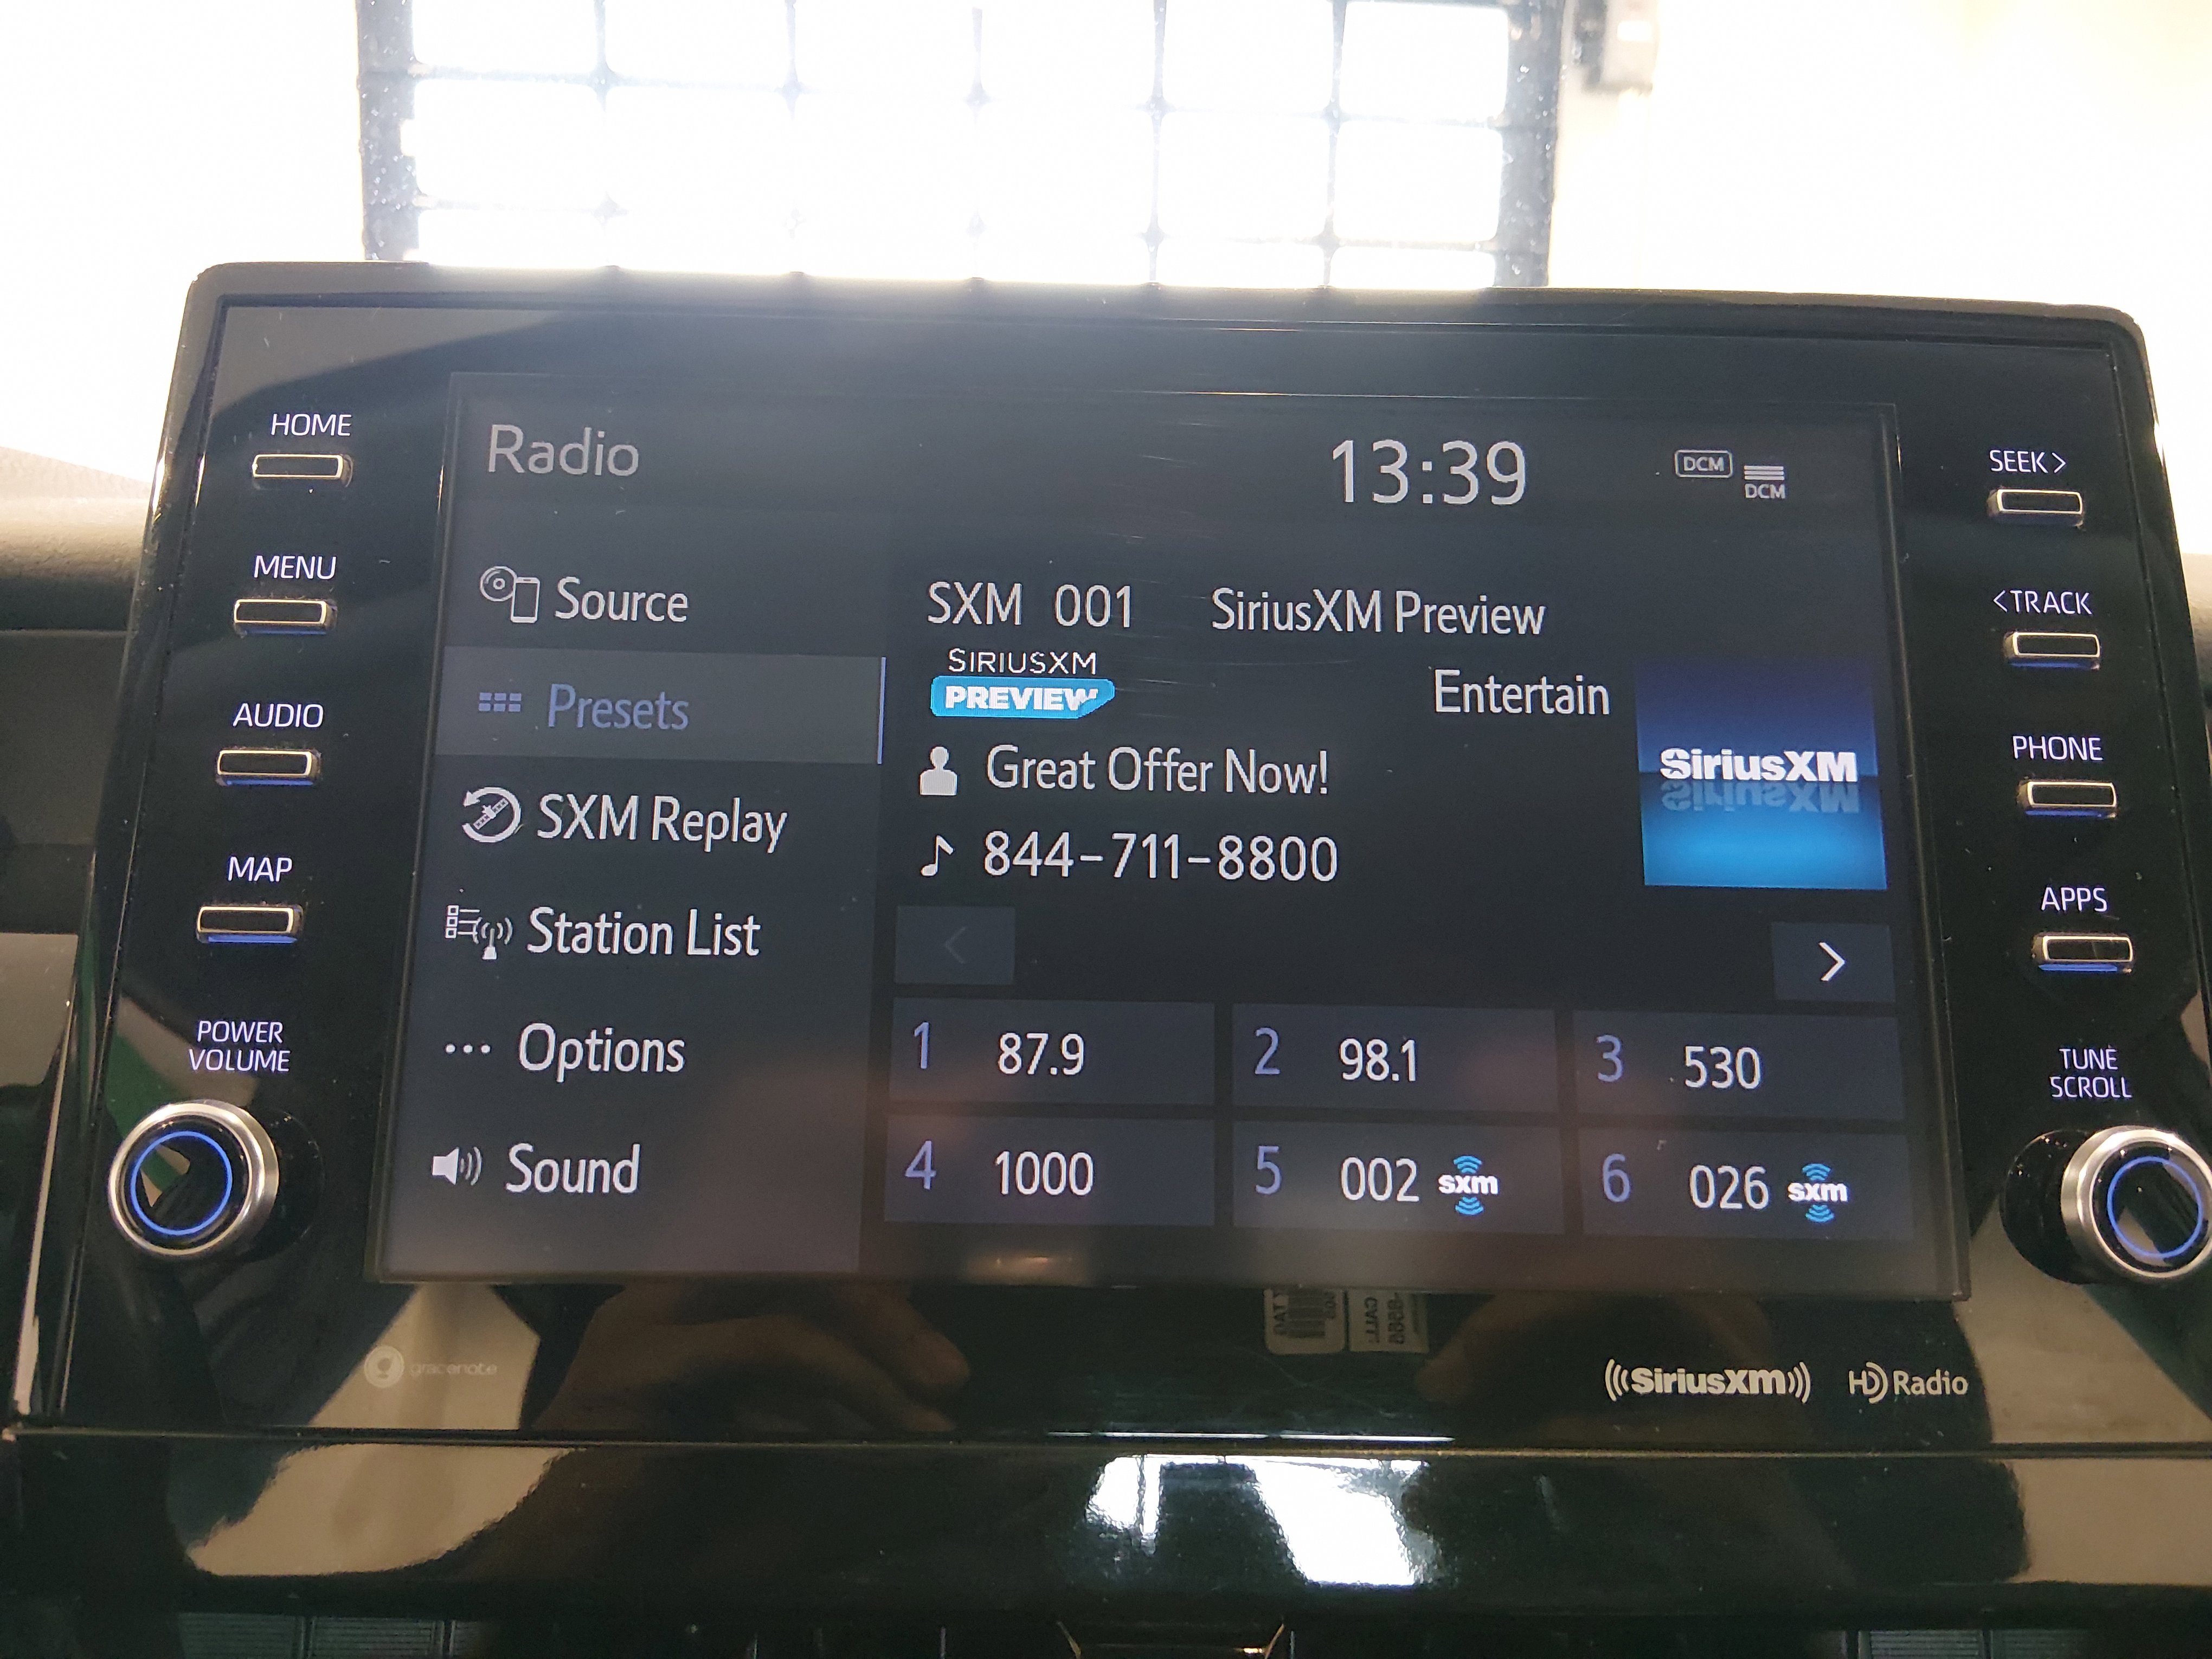 HOME
MENU
AUDIO
MAP
POWER
VOLUME
Radio
13:39
DCM
DCM
Source
Presets
SXM Replay
Station List
Options
Sound
SXM 001 SiriusXM Preview
SIRIUSXM
PREVIEW
Entertain
Great Offer Now!
844-711-8800
SiriusXM
1 87.9
2 98.1
3 530
4 1000
5 002 sxm
6 026 sxm
SEEK >
< TRACK
PHONE
APPS
TUNE
SCROLL
gracenote
SiriusXM
HD Radio